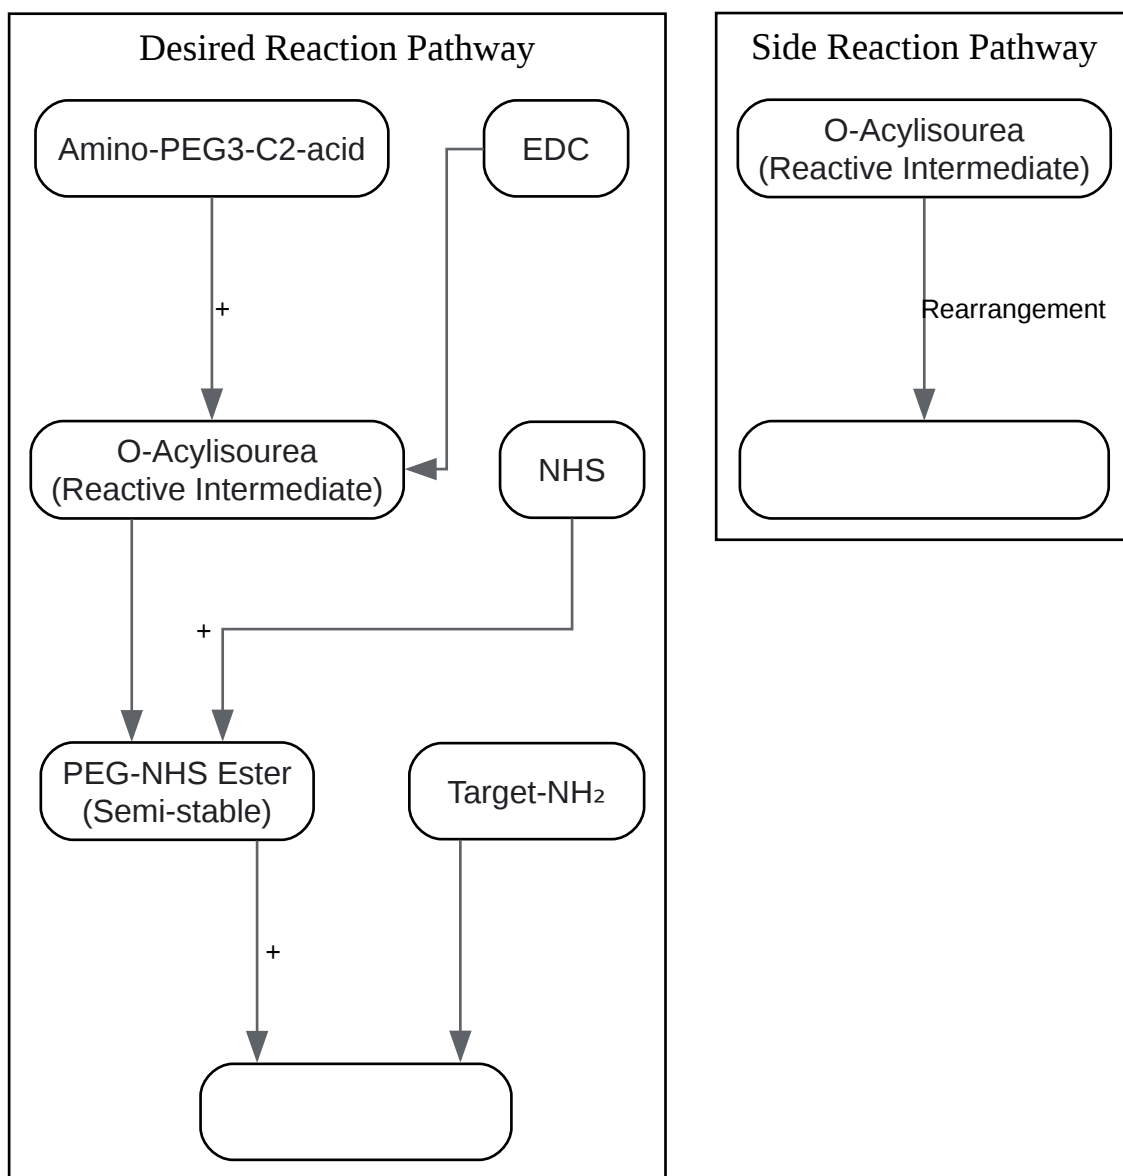 Desired Reaction Pathway
Amino-PEG3-C2-acid
EDC
+
O-Acylisourea
(Reactive Intermediate)
NHS
+
PEG-NHS Ester
(Semi-stable)
Target-NH₂
+
Side Reaction Pathway
O-Acylisourea
(Reactive Intermediate)
Rearrangement